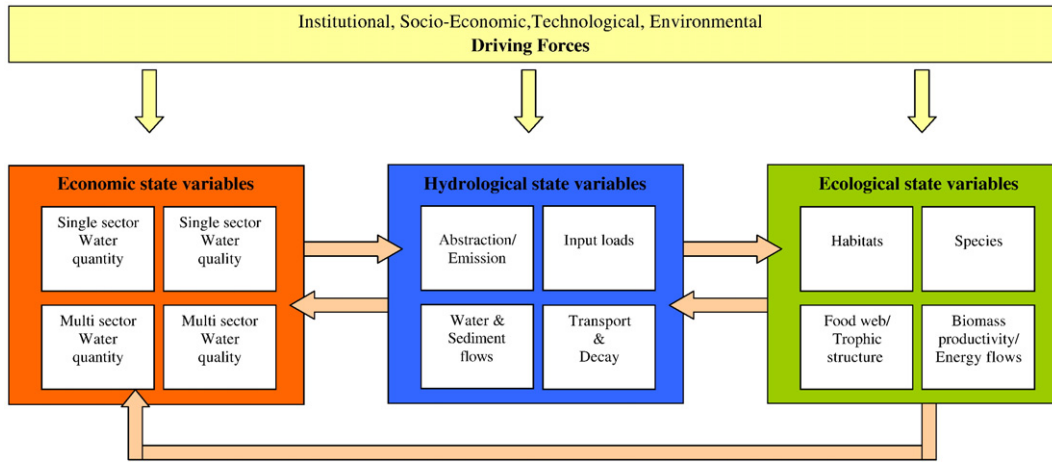 Institutional, Socio-Economic,Technological, Environmental
Driving Forces
Economic state variables
Single sector
Water
quantity
Single sector
Water
quality
Multi sector
Water
quantity
Multi sector
Water
quality
Hydrological state variables
Abstraction/
Emission
Input loads
Water &
Sediment
flows
Transport
&
Decay
Ecological state variables
Habitats
Species
Food web/
Trophic
structure
Biomass
productivity/
Energy flows